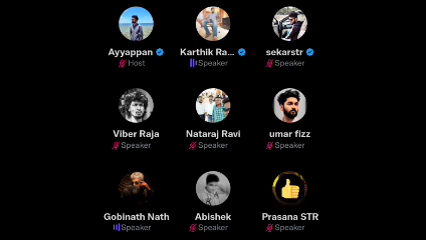 Ayyappan
Karthik Ra...
sekarstr
Host
Speaker
Speaker
Viber Raja
Nataraj Ravi
umar fizz
Speaker
Speaker
Speaker
Gobinath Nath
Abishek
Prasana STR
Speaker
Speaker
Speaker